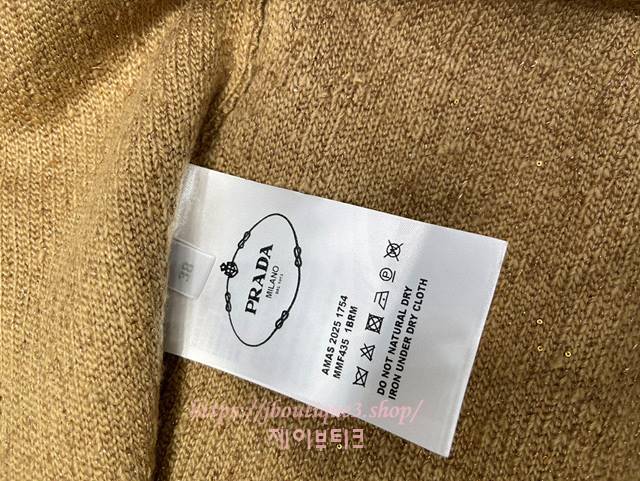 38
PRADA
MILANO
AMAS 2025 1754
MMF435 1BRM
DO NOT NATURAL DRY
IRON UNDER DRY CLOTH
https://jboutique3.shop/
제이부티크